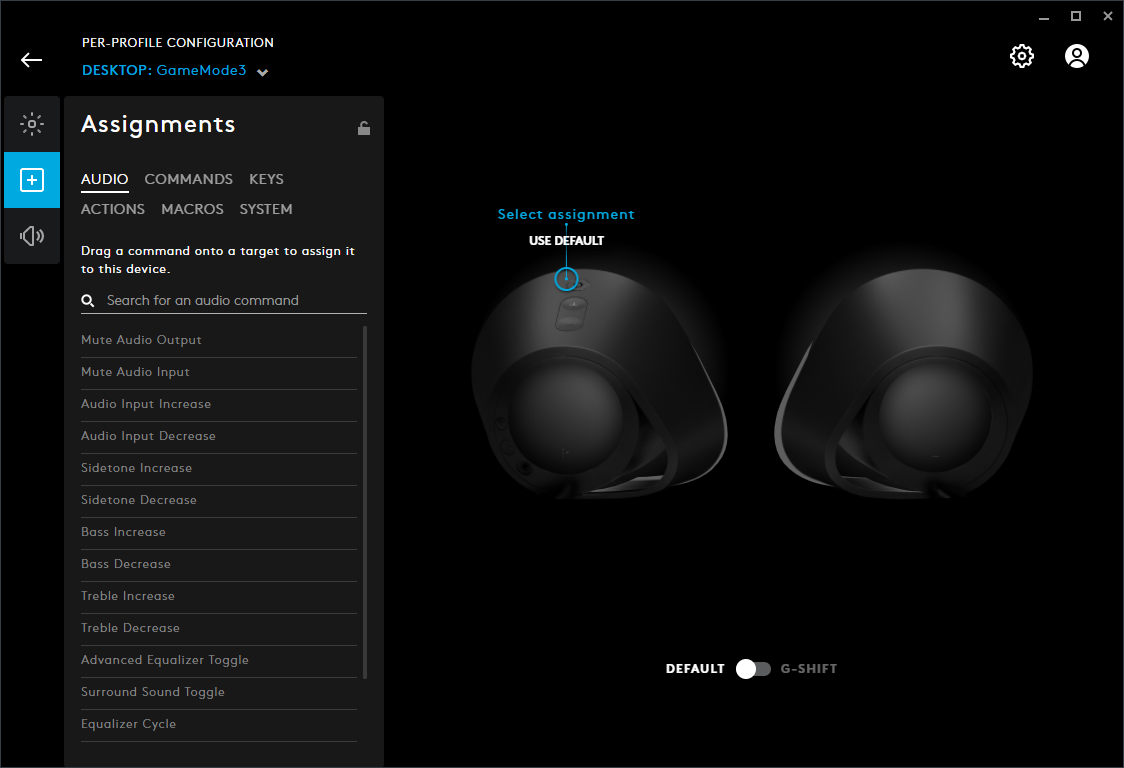 PER-PROFILE CONFIGURATION
DESKTOP: GameMode3
Assignments
AUDIO COMMANDS KEYS
ACTIONS MACROS SYSTEM
Drag a command onto a target to assign it
to this device.
Search for an audio command
Mute Audio Output
Mute Audio Input
Audio Input Increase
Audio Input Decrease
Sidetone Increase
Sidetone Decrease
Bass Increase
Bass Decrease
Treble Increase
Treble Decrease
Advanced Equalizer Toggle
Surround Sound Toggle
Equalizer Cycle
Select assignment
USE DEFAULT
DEFAULT G-SHIFT